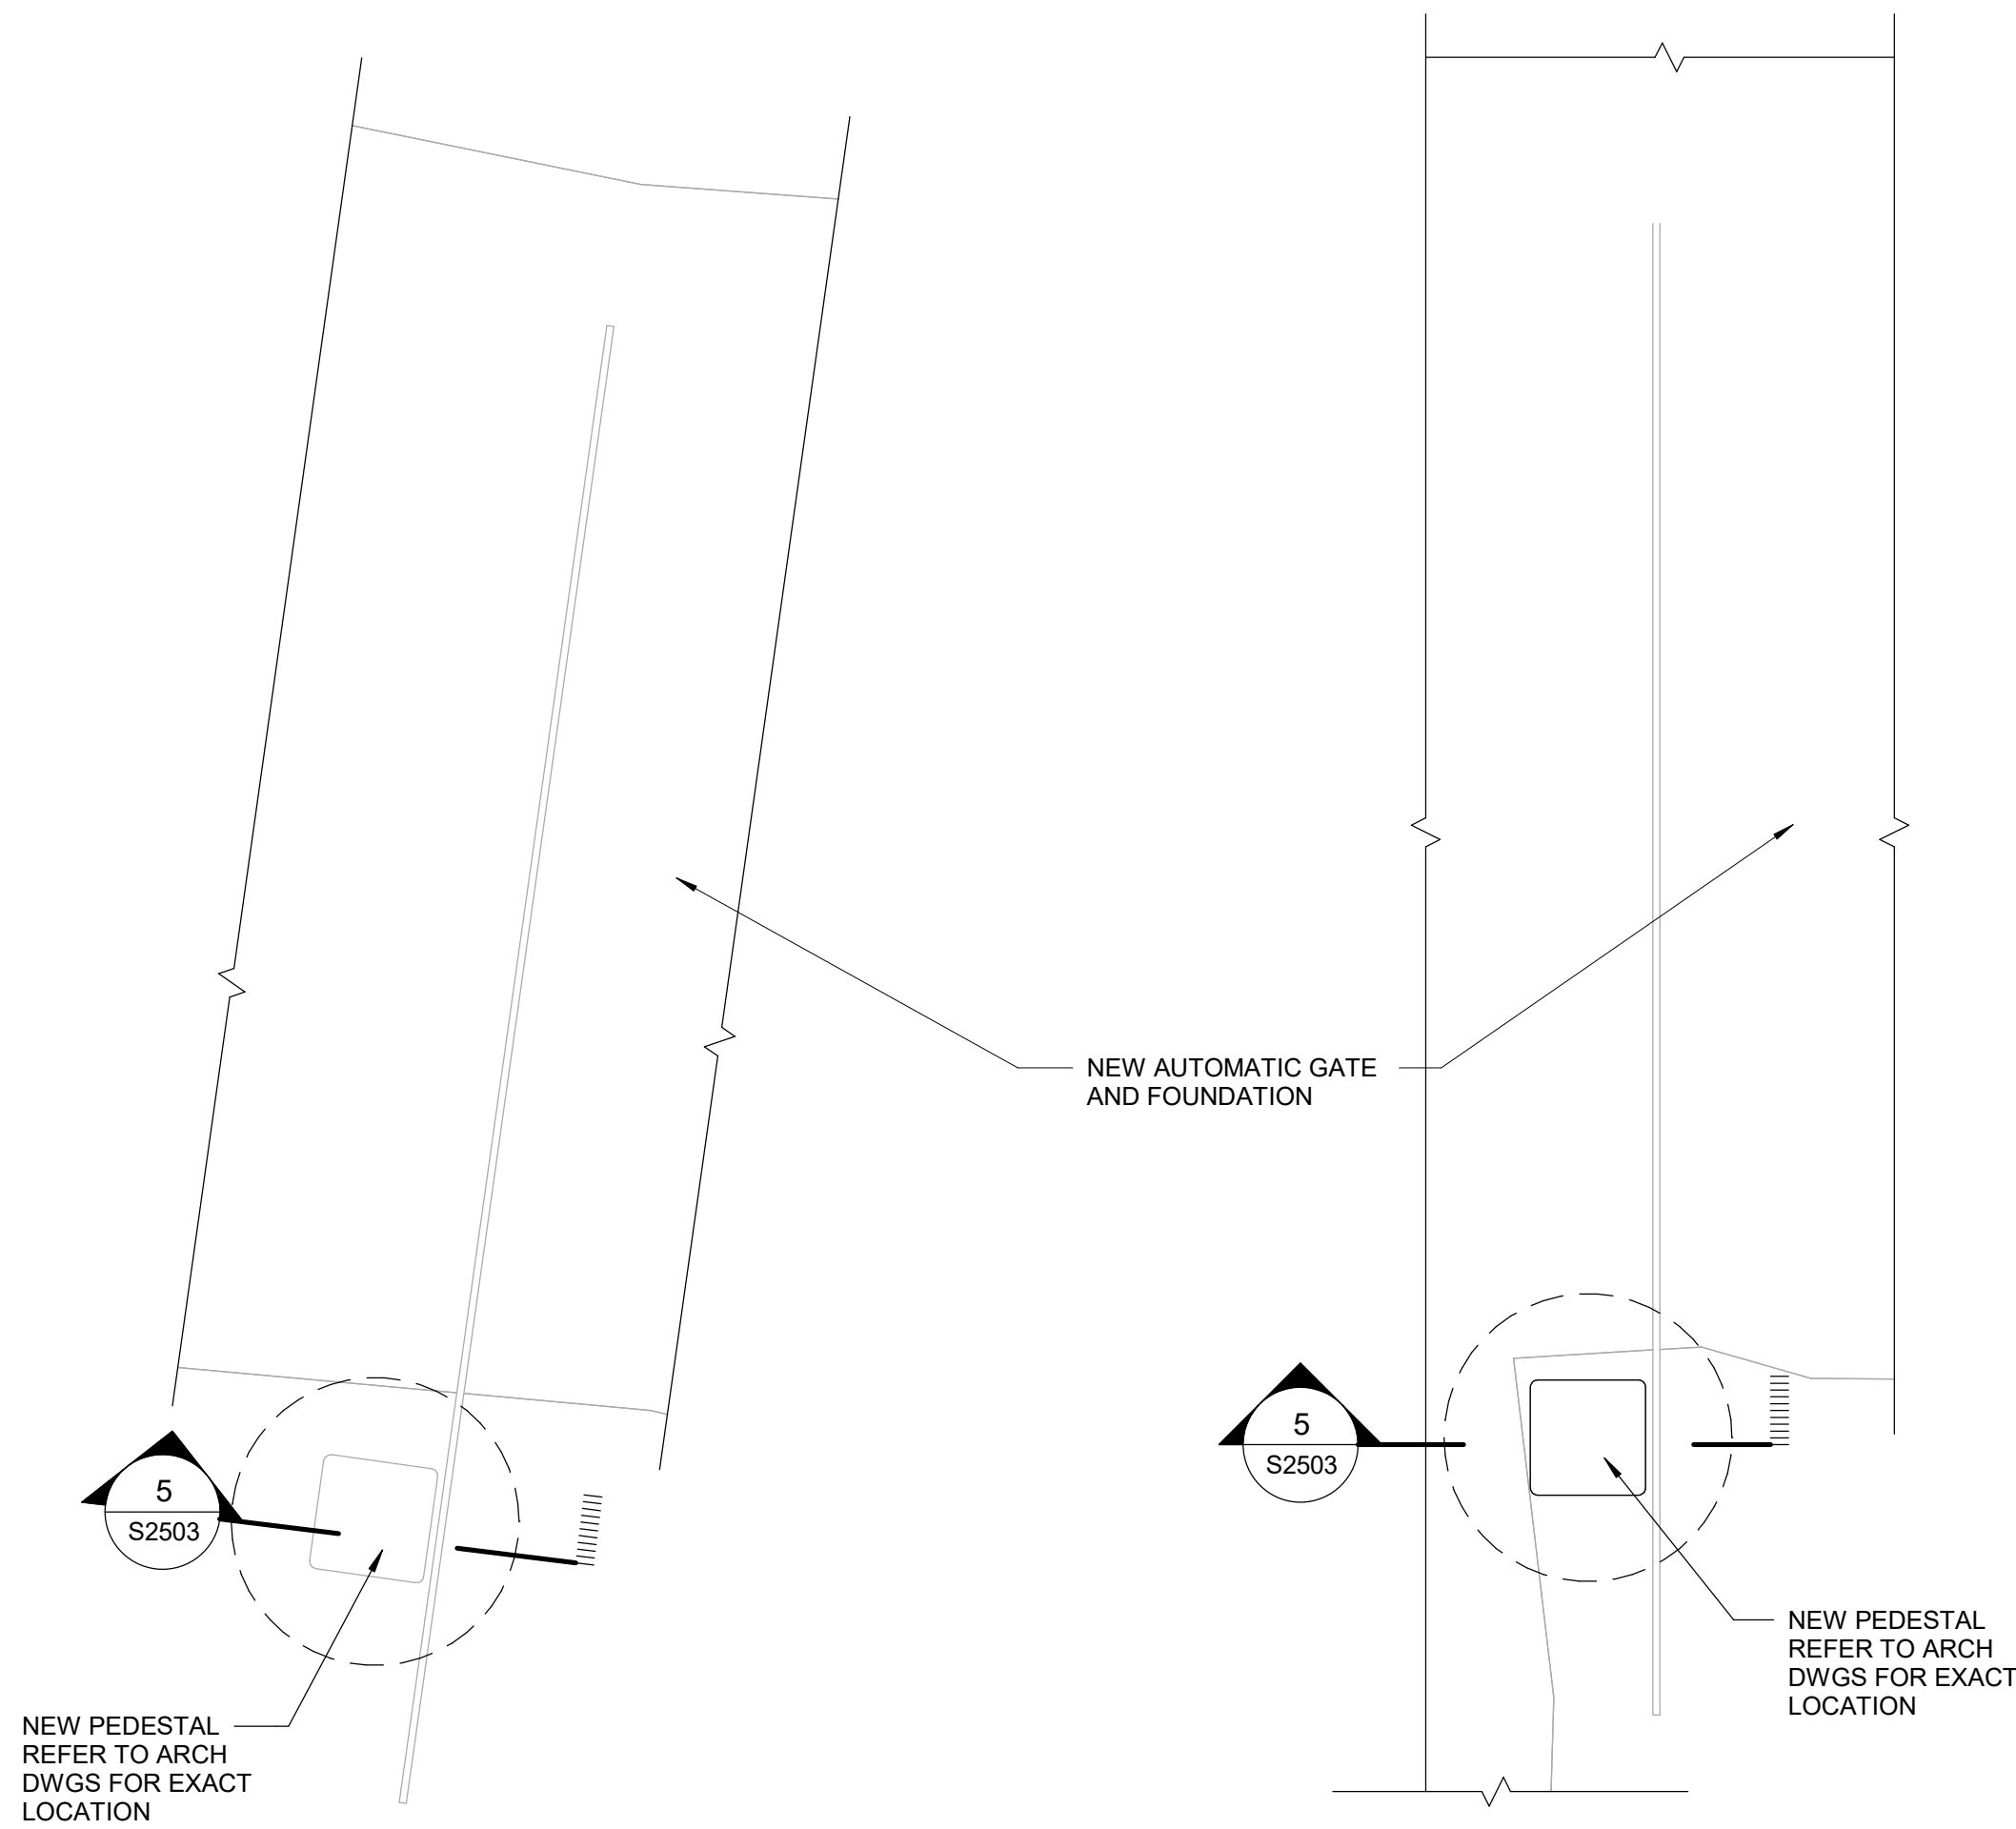 NEW AUTOMATIC GATE
AND FOUNDATION
5
S2503
5
S2503
NEW PEDESTAL
REFER TO ARCH
DWGS FOR EXACT
LOCATION
NEW PEDESTAL
REFER TO ARCH
DWGS FOR EXACT
LOCATION